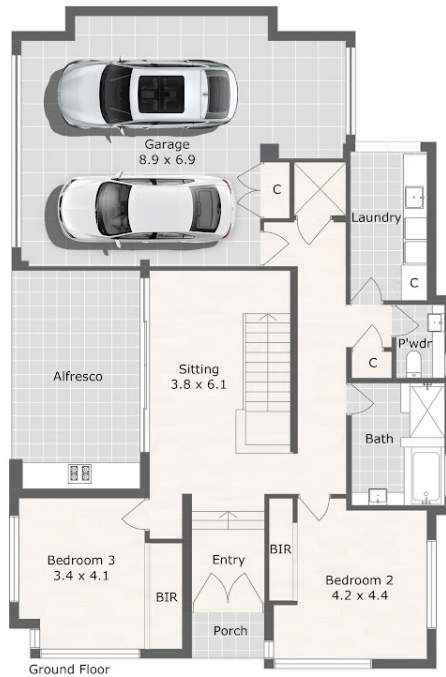 Garage
8.9 x 6.9
C
Laundry
C
P'wdr
C
Sitting
3.8 x 6.1
Alfresco
Bath
BIR
Bedroom 3
3.4 x 4.1
BIR
Entry
Bedroom 2
4.2 x 4.4
Porch
Ground Floor